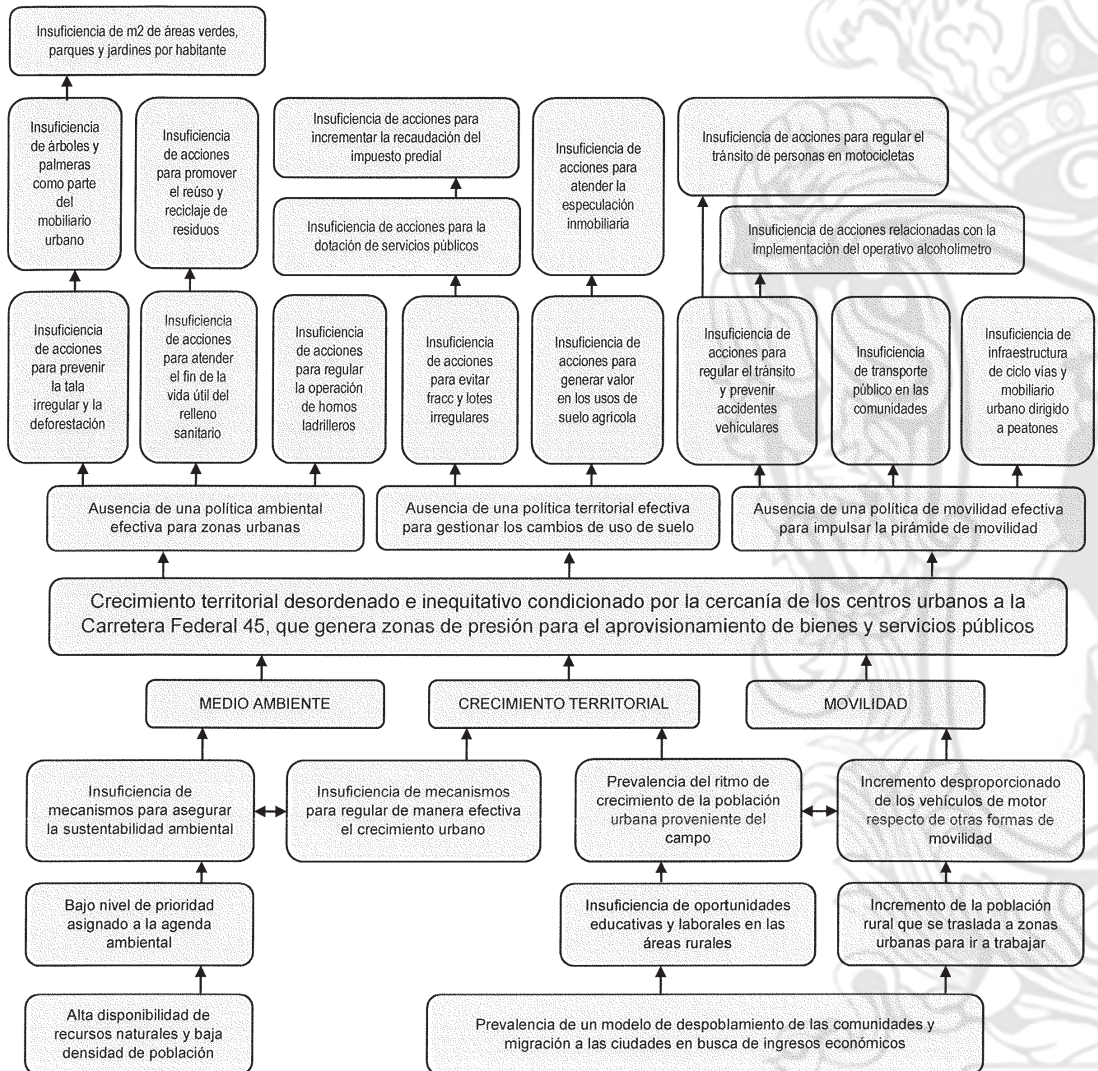 Insuficiencia de m2 de áreas verdes,
parques y jardines por habitante
Insuficiencia
de árboles y
palmeras
como parte
del
mobiliario
urbano
Insuficiencia
de acciones
para promover
el reúso y
reciclaje de
residuos
Insuficiencia de acciones para
incrementar la recaudación del
impuesto predial
Insuficiencia de
acciones para
atender la
especulación
inmobiliaria
Insuficiencia de acciones para regular el
tránsito de personas en motocicletas
Insuficiencia de acciones para la
dotación de servicios públicos
Insuficiencia de acciones relacionadas con la
implementación del operativo alcoholímetro
Insuficiencia
de acciones
para prevenir
la tala
irregular y la
deforestación
Insuficiencia
de acciones
para atender
el fin de la
vida útil del
relleno
sanitario
Insuficiencia
de acciones
para regular
la operación
de hornos
ladrilleros
Insuficiencia
de acciones
para evitar
fracc y lotes
irregulares
Insuficiencia de
acciones para
generar valor
en los usos de
suelo agrícola
Insuficiencia de
acciones para
regular el tránsito
y prevenir
accidentes
vehiculares
Insuficiencia
de transporte
público en las
comunidades
Insuficiencia de
infraestructura
de ciclo vías y
mobiliario
urbano dirigido
a peatones
Ausencia de una política ambiental
efectiva para zonas urbanas
Ausencia de una política territorial efectiva
para gestionar los cambios de uso de suelo
Ausencia de una política de movilidad efectiva
para impulsar la pirámide de movilidad
Crecimiento territorial desordenado e inequitativo condicionado por la cercanía de los centros urbanos a la
Carretera Federal 45, que genera zonas de presión para el aprovisionamiento de bienes y servicios públicos
MEDIO AMBIENTE
CRECIMIENTO TERRITORIAL
MOVILIDAD
Insuficiencia de
mecanismos para asegurar
la sustentabilidad ambiental
Insuficiencia de mecanismos
para regular de manera efectiva
el crecimiento urbano
Prevalencia del ritmo de
crecimiento de la población
urbana proveniente del
campo
Incremento desproporcionado
de los vehículos de motor
respecto de otras formas de
movilidad
Bajo nivel de prioridad
asignado a la agenda
ambiental
Insuficiencia de oportunidades
educativas y laborales en las
áreas rurales
Incremento de la población
rural que se traslada a zonas
urbanas para ir a trabajar
Alta disponibilidad de
recursos naturales y baja
densidad de población
Prevalencia de un modelo de despoblamiento de las comunidades y
migración a las ciudades en busca de ingresos económicos